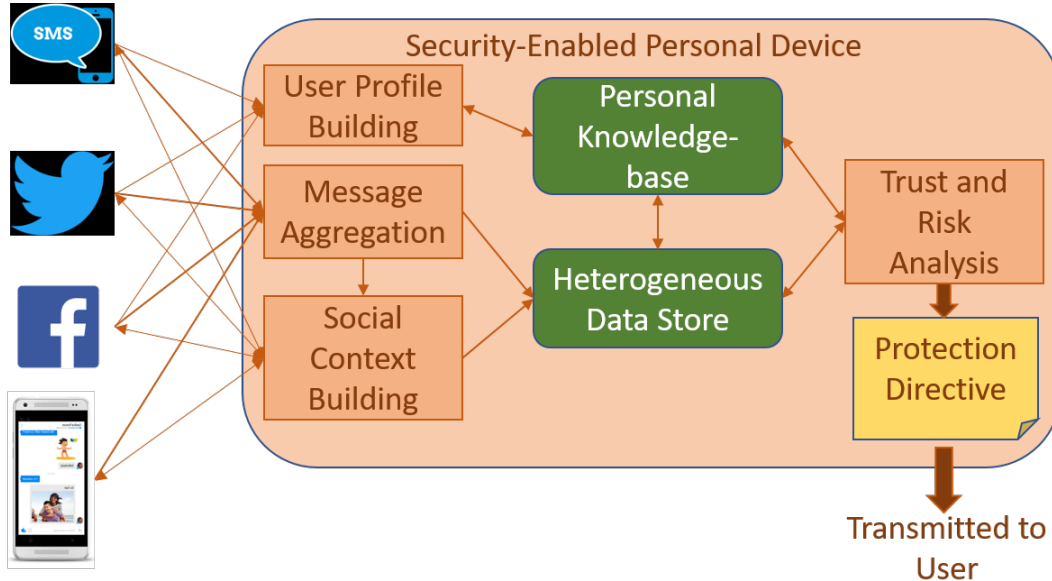 SMS
Security-Enabled Personal Device
User Profile
Building
Personal
Knowledge-
base
Message
Aggregation
Trust and
Risk
Analysis
Heterogeneous
Data Store
Social
Context
Building
Protection
Directive
Transmitted to
User